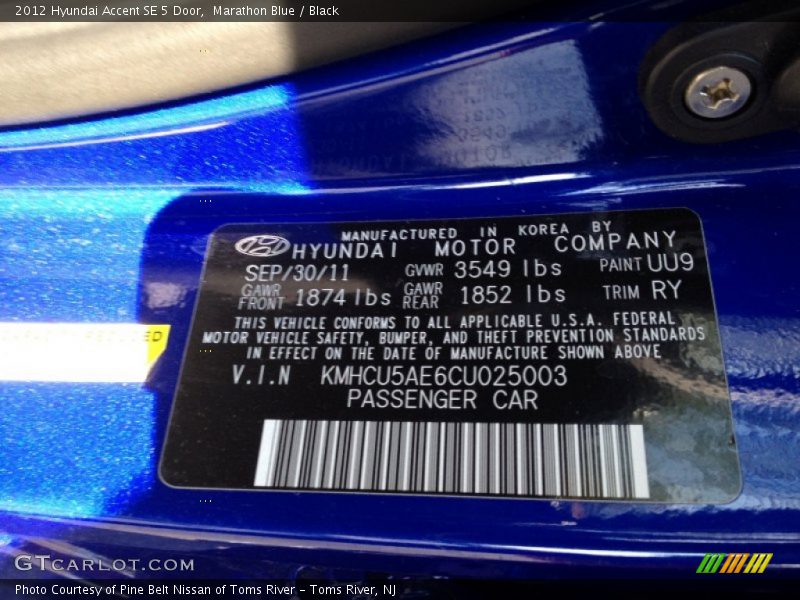 2012 Hyundai Accent SE 5 Door,  Marathon Blue / Black
MANUFACTURED IN KOREA BY
HYUNDAI MOTOR COMPANY
SEP/30/11 GVWR 3549 lbs PAINT UU9
GAWR FRONT 1874 lbs GAWR REAR 1852 lbs TRIM RY
THIS VEHICLE CONFORMS TO ALL APPLICABLE U.S.A. FEDERAL
MOTOR VEHICLE SAFETY, BUMPER, AND THEFT PREVENTION STANDARDS
IN EFFECT ON THE DATE OF MANUFACTURE SHOWN ABOVE
V.I.N KMHCU5AE6CU025003
PASSENGER CAR
GTCARLOT.COM
Photo Courtesy of Pine Belt Nissan of Toms River - Toms River, NJ